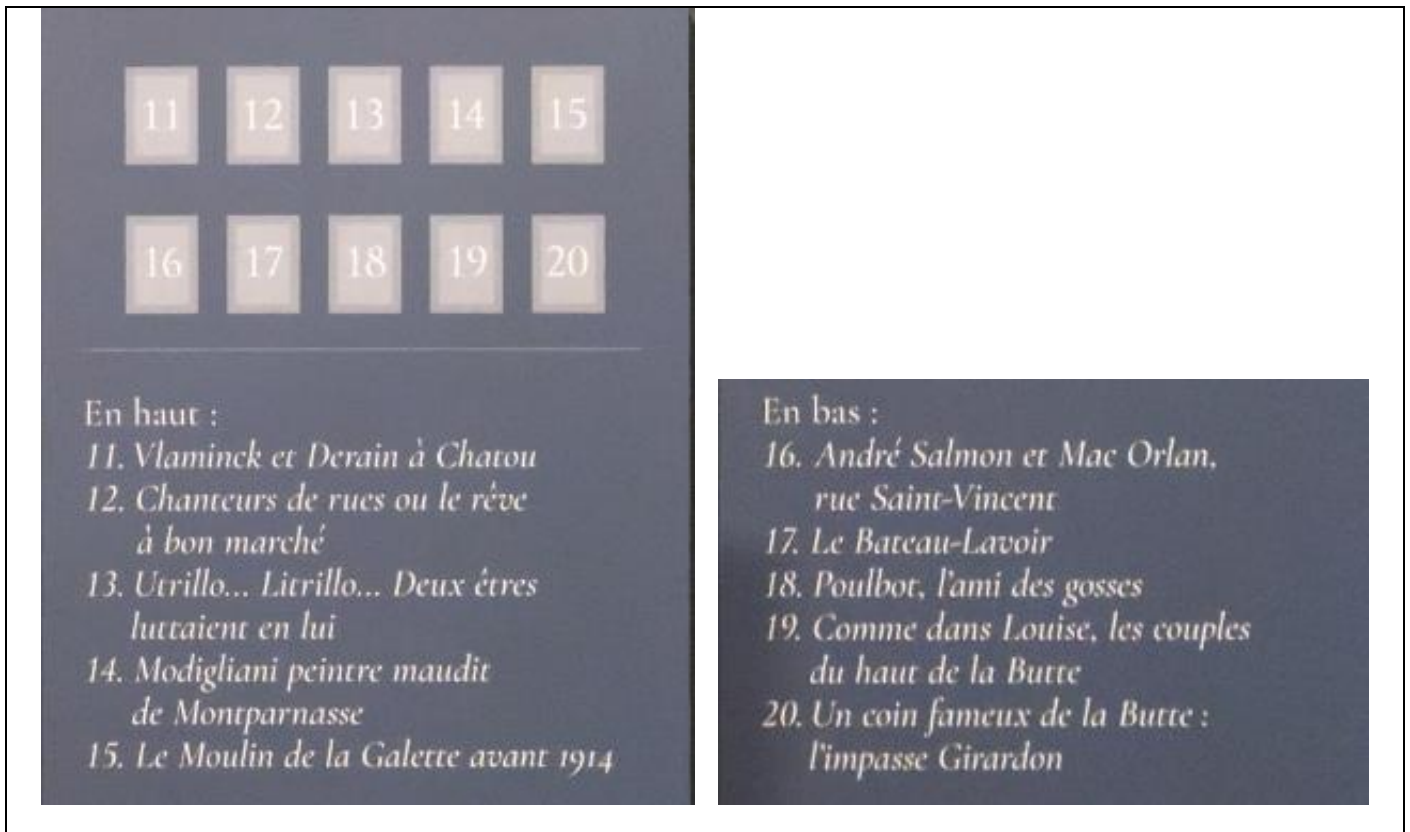 11 12 13 14 15
16 17 18 19 20
En haut :
11. Vlaminck et Derain à Chatou
12. Chanteurs de rues ou le rêve
à bon marché
13. Utrillo... Litrillo... Deux êtres
luttaient en lui
14. Modigliani peintre maudit
de Montparnasse
15. Le Moulin de la Galette avant 1914
En bas :
16. André Salmon et Mac Orlan,
rue Saint-Vincent
17. Le Bateau-Lavoir
18. Poulbot, l'ami des gosses
19. Comme dans Louise, les couples
du haut de la Butte
20. Un coin fameux de la Butte :
l'impasse Girardon